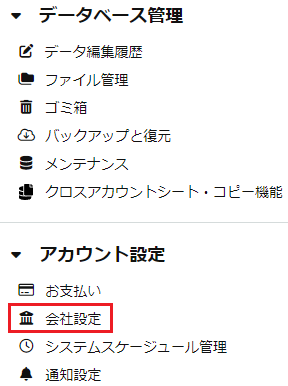 データベース管理
データ編集履歴
ファイル管理
ゴミ箱
バックアップと復元
メンテナンス
クロスアカウントシート・コピー機能
アカウント設定
お支払い
会社設定
システムスケージュール管理
通知設定